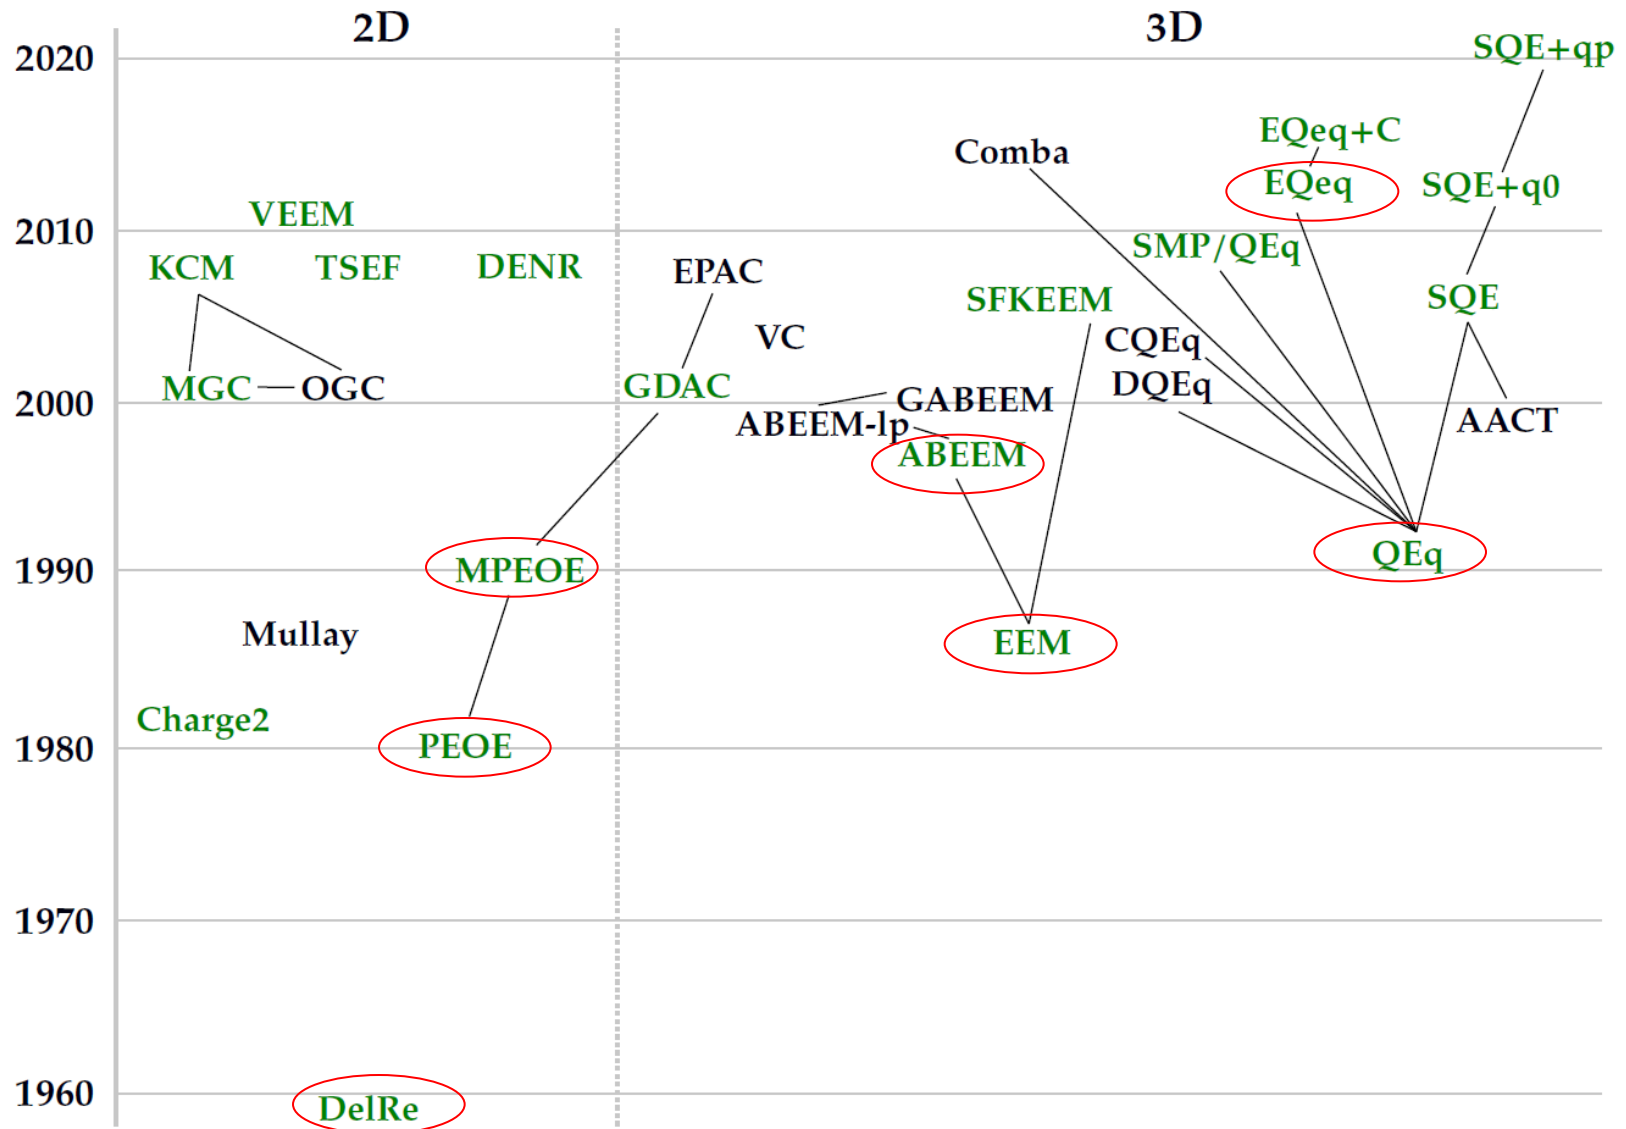 2D
3D
2020
SQE+qp
EQeq+C
Comba
EQeq
SQE+q0
VEEM
2010
SMP/QEq
KCM
TSEF
DENR
EPAC
SFKEEM
SQE
VC
CQEq
DQEq
MGC
OGC
GDAC
2000
GABEEM
ABEEM-lp
AACT
ABEEM
QEq
1990
MPEOE
Mullay
EEM
Charge2
1980
PEOE
1970
1960
DelRe